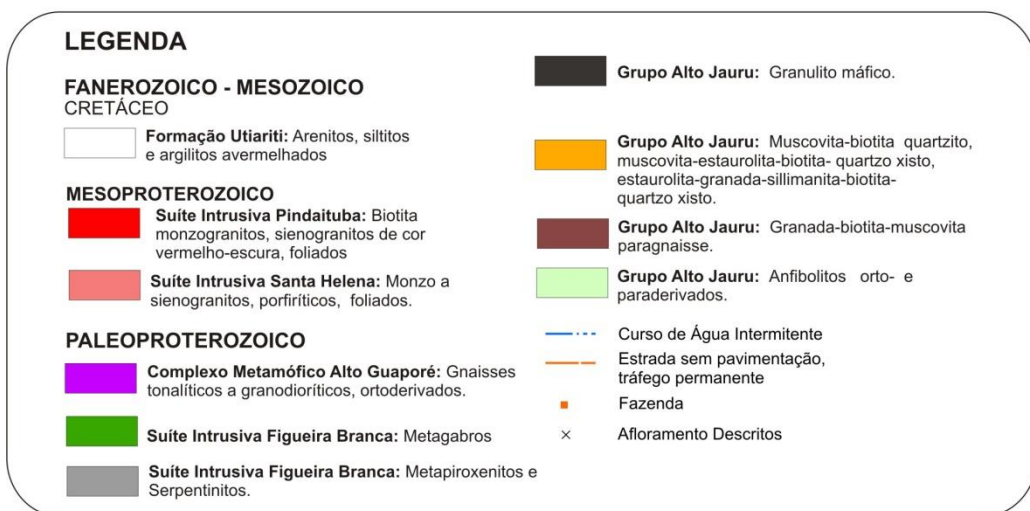 LEGENDA
FANEROZOICO - MESOZOICO
CRETÁCEO
Formação Utiariti: Arenitos, siltitos
e argilitos avermelhados
MESOPROTEROZOICO
Suíte Intrusiva Pindaituba: Biotita
monzogranitos, sienogranitos de cor
vermelho-escura, foliados
Suíte Intrusiva Santa Helena: Monzo a
sienogranitos, porfiríticos, foliados.
PALEOPROTEROZOICO
Complexo Metamófico Alto Guaporé: Gnaisses
tonalíticos a granodioríticos, ortoderivados.
Suíte Intrusiva Figueira Branca: Metagabros
Suíte Intrusiva Figueira Branca: Metapiroxenitos e
Serpentinitos.
Grupo Alto Jauru: Granulito máfico.
Grupo Alto Jauru: Muscovita-biotita quartzito,
muscovita-estaurolita-biotita- quartzo xisto,
estaurolita-granada-sillimanita-biotita-
quartzo xisto.
Grupo Alto Jauru: Granada-biotita-muscovita
paragnaisse.
Grupo Alto Jauru: Anfibolitos orto- e
paraderivados.
Curso de Água Intermitente
Estrada sem pavimentação,
tráfego permanente
Fazenda
Afloramento Descritos